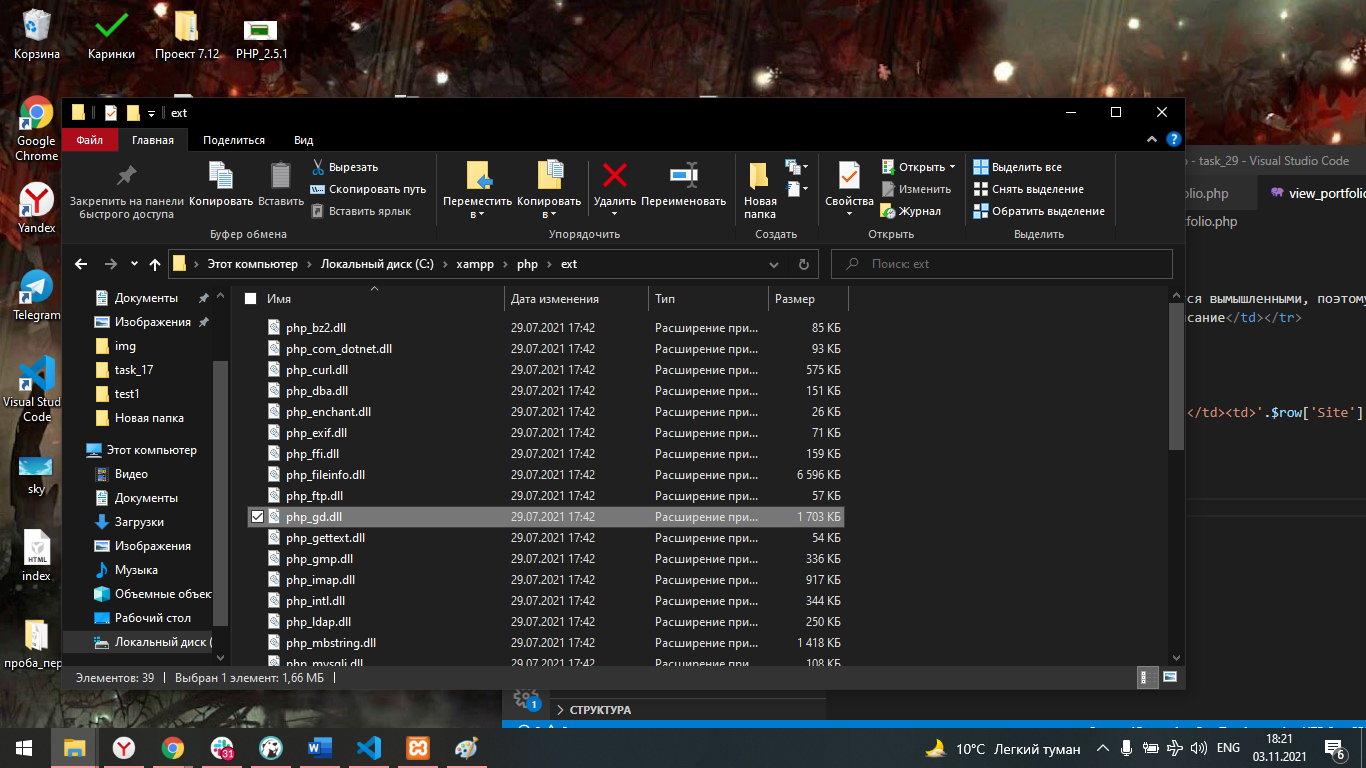 Корзина
Каринки
Проект 7.12
PHP_2.5.1
Google
Chrome
Yandex
Telegram
Visual Stud
Code
sky
HTML
index
проба_пер
ext
Файл
Главная
Поделиться
Вид
Закрепить на панели
быстрого доступа
Копировать
Вставить
Вырезать
Скопировать путь
Вставить ярлык
Буфер обмена
Переместить
в
Копировать
в
Удалить
Переименовать
Упорядочить
Новая
папка
Создать
Свойства
Открыть
Изменить
Журнал
Открыть
Выделить все
Снять выделение
Обратить выделение
Выделить
Этот компьютер
Локальный диск (C:)
xampp
php
ext
Поиск: ext
Документы
Изображения
img
task_17
test1
Новая папка
Этот компьютер
Видео
Документы
Загрузки
Изображения
Музыка
Объемные объек
Рабочий стол
Локальный диск (
Имя Дата изменения Тип Размер
php_bz2.dll 29.07.2021 17:42 Расширение при... 85 КБ
php_com_dotnet.dll 29.07.2021 17:42 Расширение при... 93 КБ
php_curl.dll 29.07.2021 17:42 Расширение при... 575 КБ
php_dba.dll 29.07.2021 17:42 Расширение при... 151 КБ
php_enchant.dll 29.07.2021 17:42 Расширение при... 26 КБ
php_exif.dll 29.07.2021 17:42 Расширение при... 71 КБ
php_ffi.dll 29.07.2021 17:42 Расширение при... 159 КБ
php_fileinfo.dll 29.07.2021 17:42 Расширение при... 6 596 КБ
php_ftp.dll 29.07.2021 17:42 Расширение при... 57 КБ
php_gd.dll 29.07.2021 17:42 Расширение при... 1 703 КБ
php_gettext.dll 29.07.2021 17:42 Расширение при... 54 КБ
php_gmp.dll 29.07.2021 17:42 Расширение при... 336 КБ
php_imap.dll 29.07.2021 17:42 Расширение при... 917 КБ
php_intl.dll 29.07.2021 17:42 Расширение при... 344 КБ
php_ldap.dll 29.07.2021 17:42 Расширение при... 250 КБ
php_mbstring.dll 29.07.2021 17:42 Расширение при... 1 418 КБ
php_mysqli.dll 29.07.2021 17:42 Расширение при... 108 КБ
Элементов: 39
Выбран 1 элемент: 1,66 МБ
- task_29 - Visual Studio Code
lio.php
view_portfolio
tfolio.php
ся вымышленными, поэтому
исание</td></tr>
</td><td>'.$row['Site']
1
СТРУКТУРА
31
10°C Легкий туман
ENG
18:21
03.11.2021
6